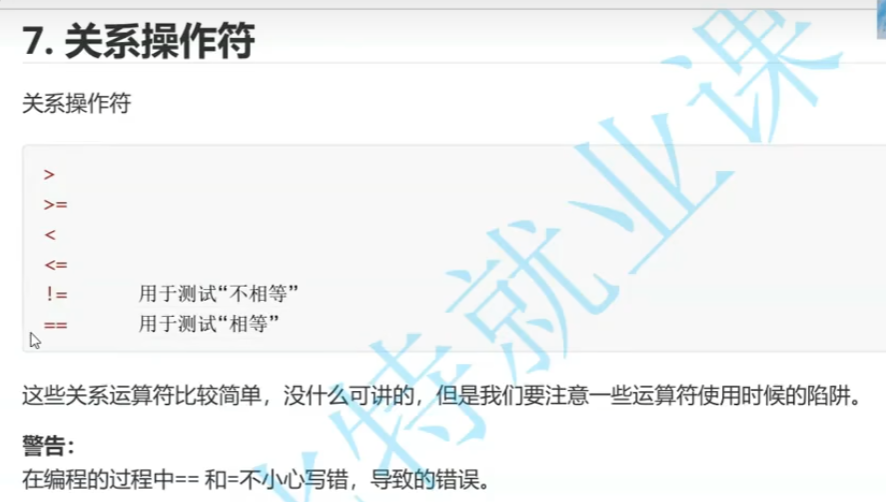 7. 关系操作符
关系操作符
>
>=
<
<=
!= 用于测试“不相等”
== 用于测试“相等”
这些关系运算符比较简单，没什么可讲的，但是我们要注意一些运算符使用时候的陷阱。
警告：
在编程的过程中== 和=不小心写错，导致的错误。
特就业课